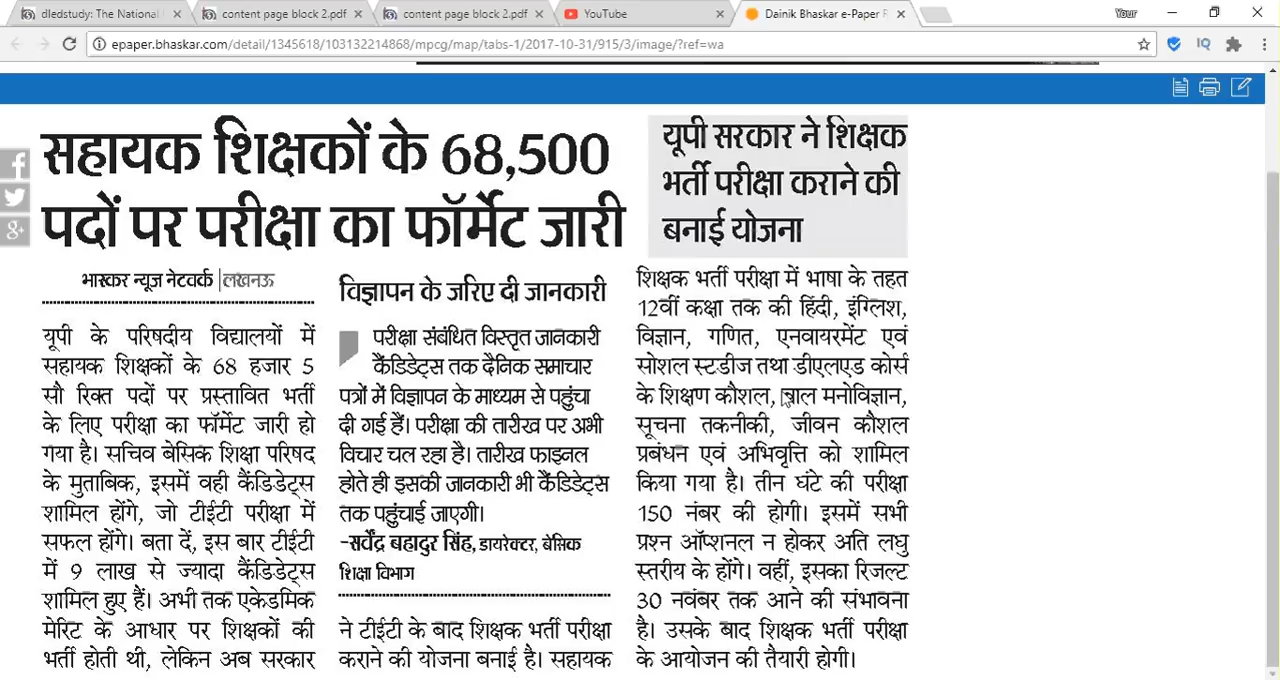 dledstudy: The National
content page block 2.pdf
content page block 2.pdf
YouTube
Dainik Bhaskar e-Paper
Your
epaper.bhaskar.com/detail/1345618/103132214868/mpcg/map/tabs-1/2017-10-31/915/3/image/?ref=wa
IQ
सहायक शिक्षकों के 68,500
पदों पर परीक्षा का फॉर्मेट जारी
भास्कर न्यूज नेटवर्क | लखनऊ
यूपी के परिषदीय विद्यालयों में
सहायक शिक्षकों के 68 हजार 5
सौ रिक्त पदों पर प्रस्तावित भर्ती
के लिए परीक्षा का फॉर्मेट जारी हो
गया है। सचिव बेसिक शिक्षा परिषद
के मुताबिक, इसमें वही कैंडिडेट्स
शामिल होंगे, जो टीईटी परीक्षा में
सफल होंगे। बता दें, इस बार टीईटी
में 9 लाख से ज्यादा कैंडिडेट्स
शामिल हुए हैं। अभी तक एकेडमिक
मेरिट के आधार पर शिक्षकों की
भर्ती होती थी, लेकिन अब सरकार
विज्ञापन के जरिए दी जानकारी
परीक्षा संबंधित विस्तृत जानकारी
कैंडिडेट्स तक दैनिक समाचार
पत्रों में विज्ञापन के माध्यम से पहुंचा
दी गई हैं। परीक्षा की तारीख पर अभी
विचार चल रहा है। तारीख फाइनल
होते ही इसकी जानकारी भी कैंडिडेट्स
तक पहुंचाई जाएगी।
-सर्वेंद्र बहादुर सिंह, डायरेक्टर, बेसिक
शिक्षा विभाग
ने टीईटी के बाद शिक्षक भर्ती परीक्षा
कराने की योजना बनाई है। सहायक
यूपी सरकार ने शिक्षक
भर्ती परीक्षा कराने की
बनाई योजना
शिक्षक भर्ती परीक्षा में भाषा के तहत
12वीं कक्षा तक की हिंदी, इंग्लिश,
विज्ञान, गणित, एनवायरमेंट एवं
सोशल स्टडीज तथा डीएलएड कोर्स
के शिक्षण कौशल, बाल मनोविज्ञान,
सूचना तकनीकी, जीवन कौशल
प्रबंधन एवं अभिवृत्ति को शामिल
किया गया है। तीन घंटे की परीक्षा
150 नंबर की होगी। इसमें सभी
प्रश्न ऑप्शनल न होकर अति लघु
स्तरीय के होंगे। वहीं, इसका रिजल्ट
30 नवंबर तक आने की संभावना
है। उसके बाद शिक्षक भर्ती परीक्षा
के आयोजन की तैयारी होगी।